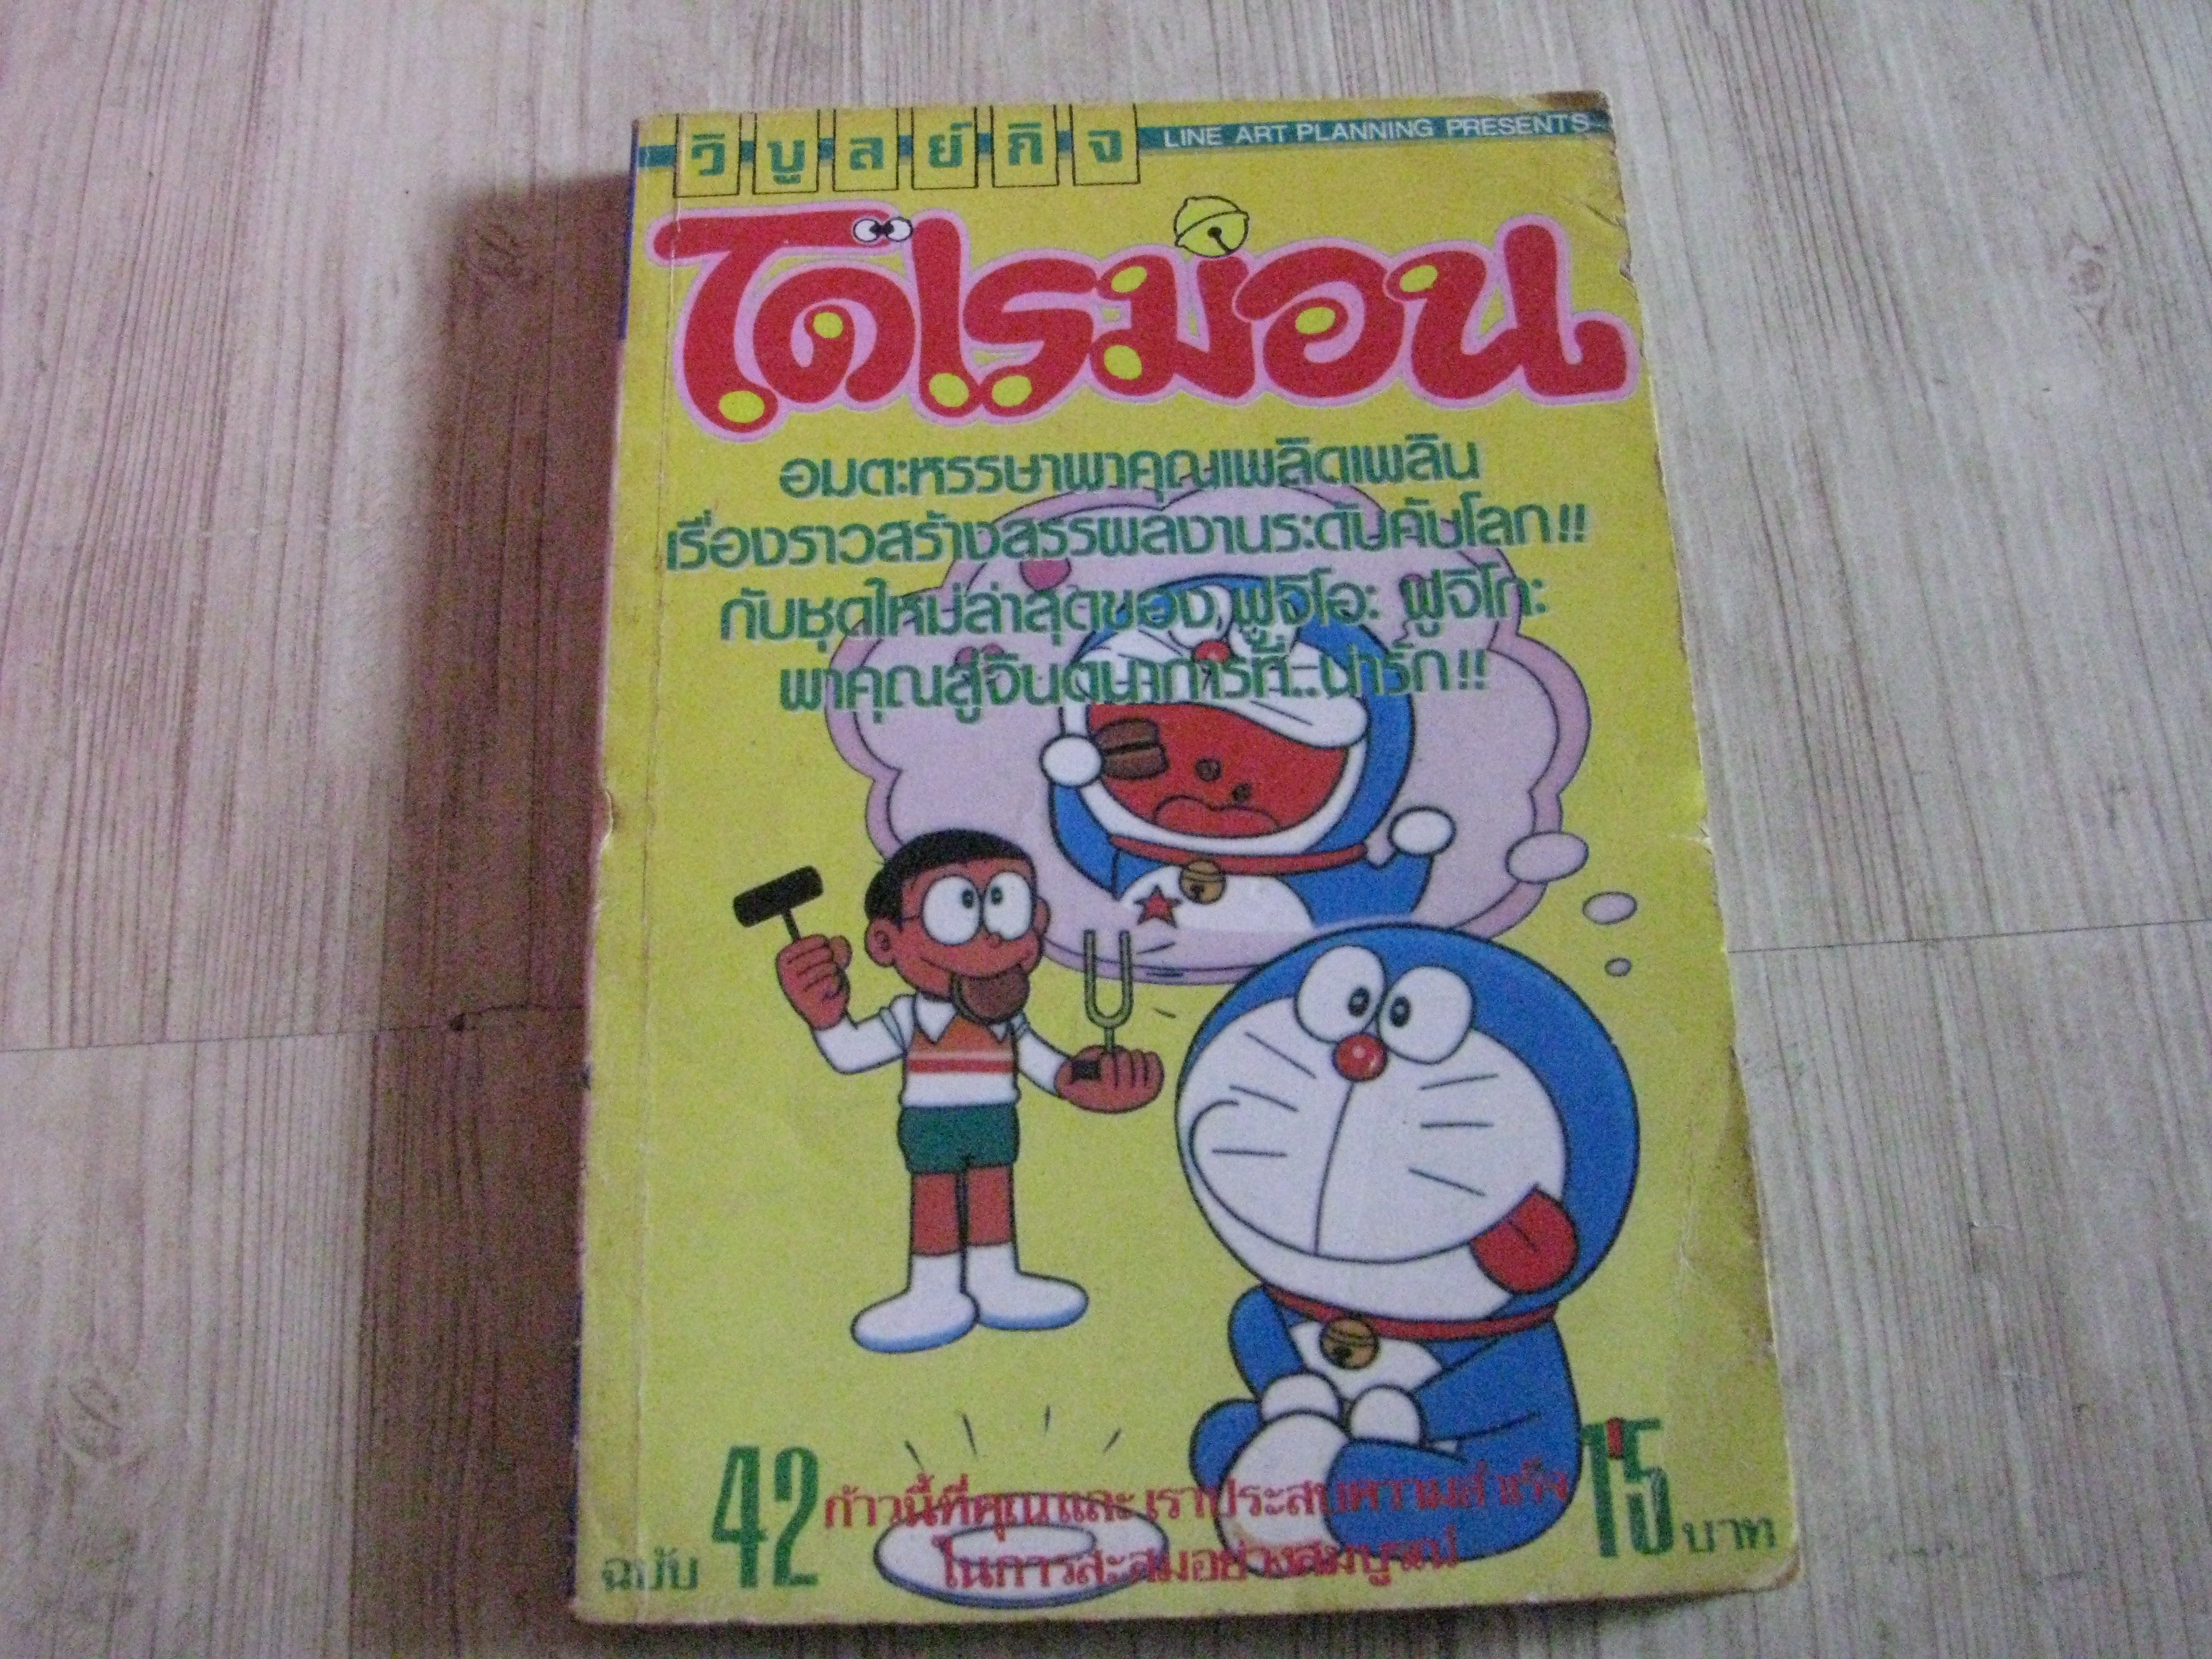 วิบูลย์กิจ LINE ART PLANNING PRESENTS
โดเรม่อน
อมตะหรรษาพาคุณเพลิดเพลิน
เรื่องราวสร้างสรรผลงานระดับคับโลก!!
กับชุดใหม่ล่าสุดของ ฟูจิโอะ ฟูจิโกะ
พาคุณสู่จินตนาการที่..น่ารัก!!
ฉบับ 42
ก้าวนี้ที่คุณและเราประสบความสำเร็จ
ในการสะสมอย่างสมบูรณ์
15 บาท